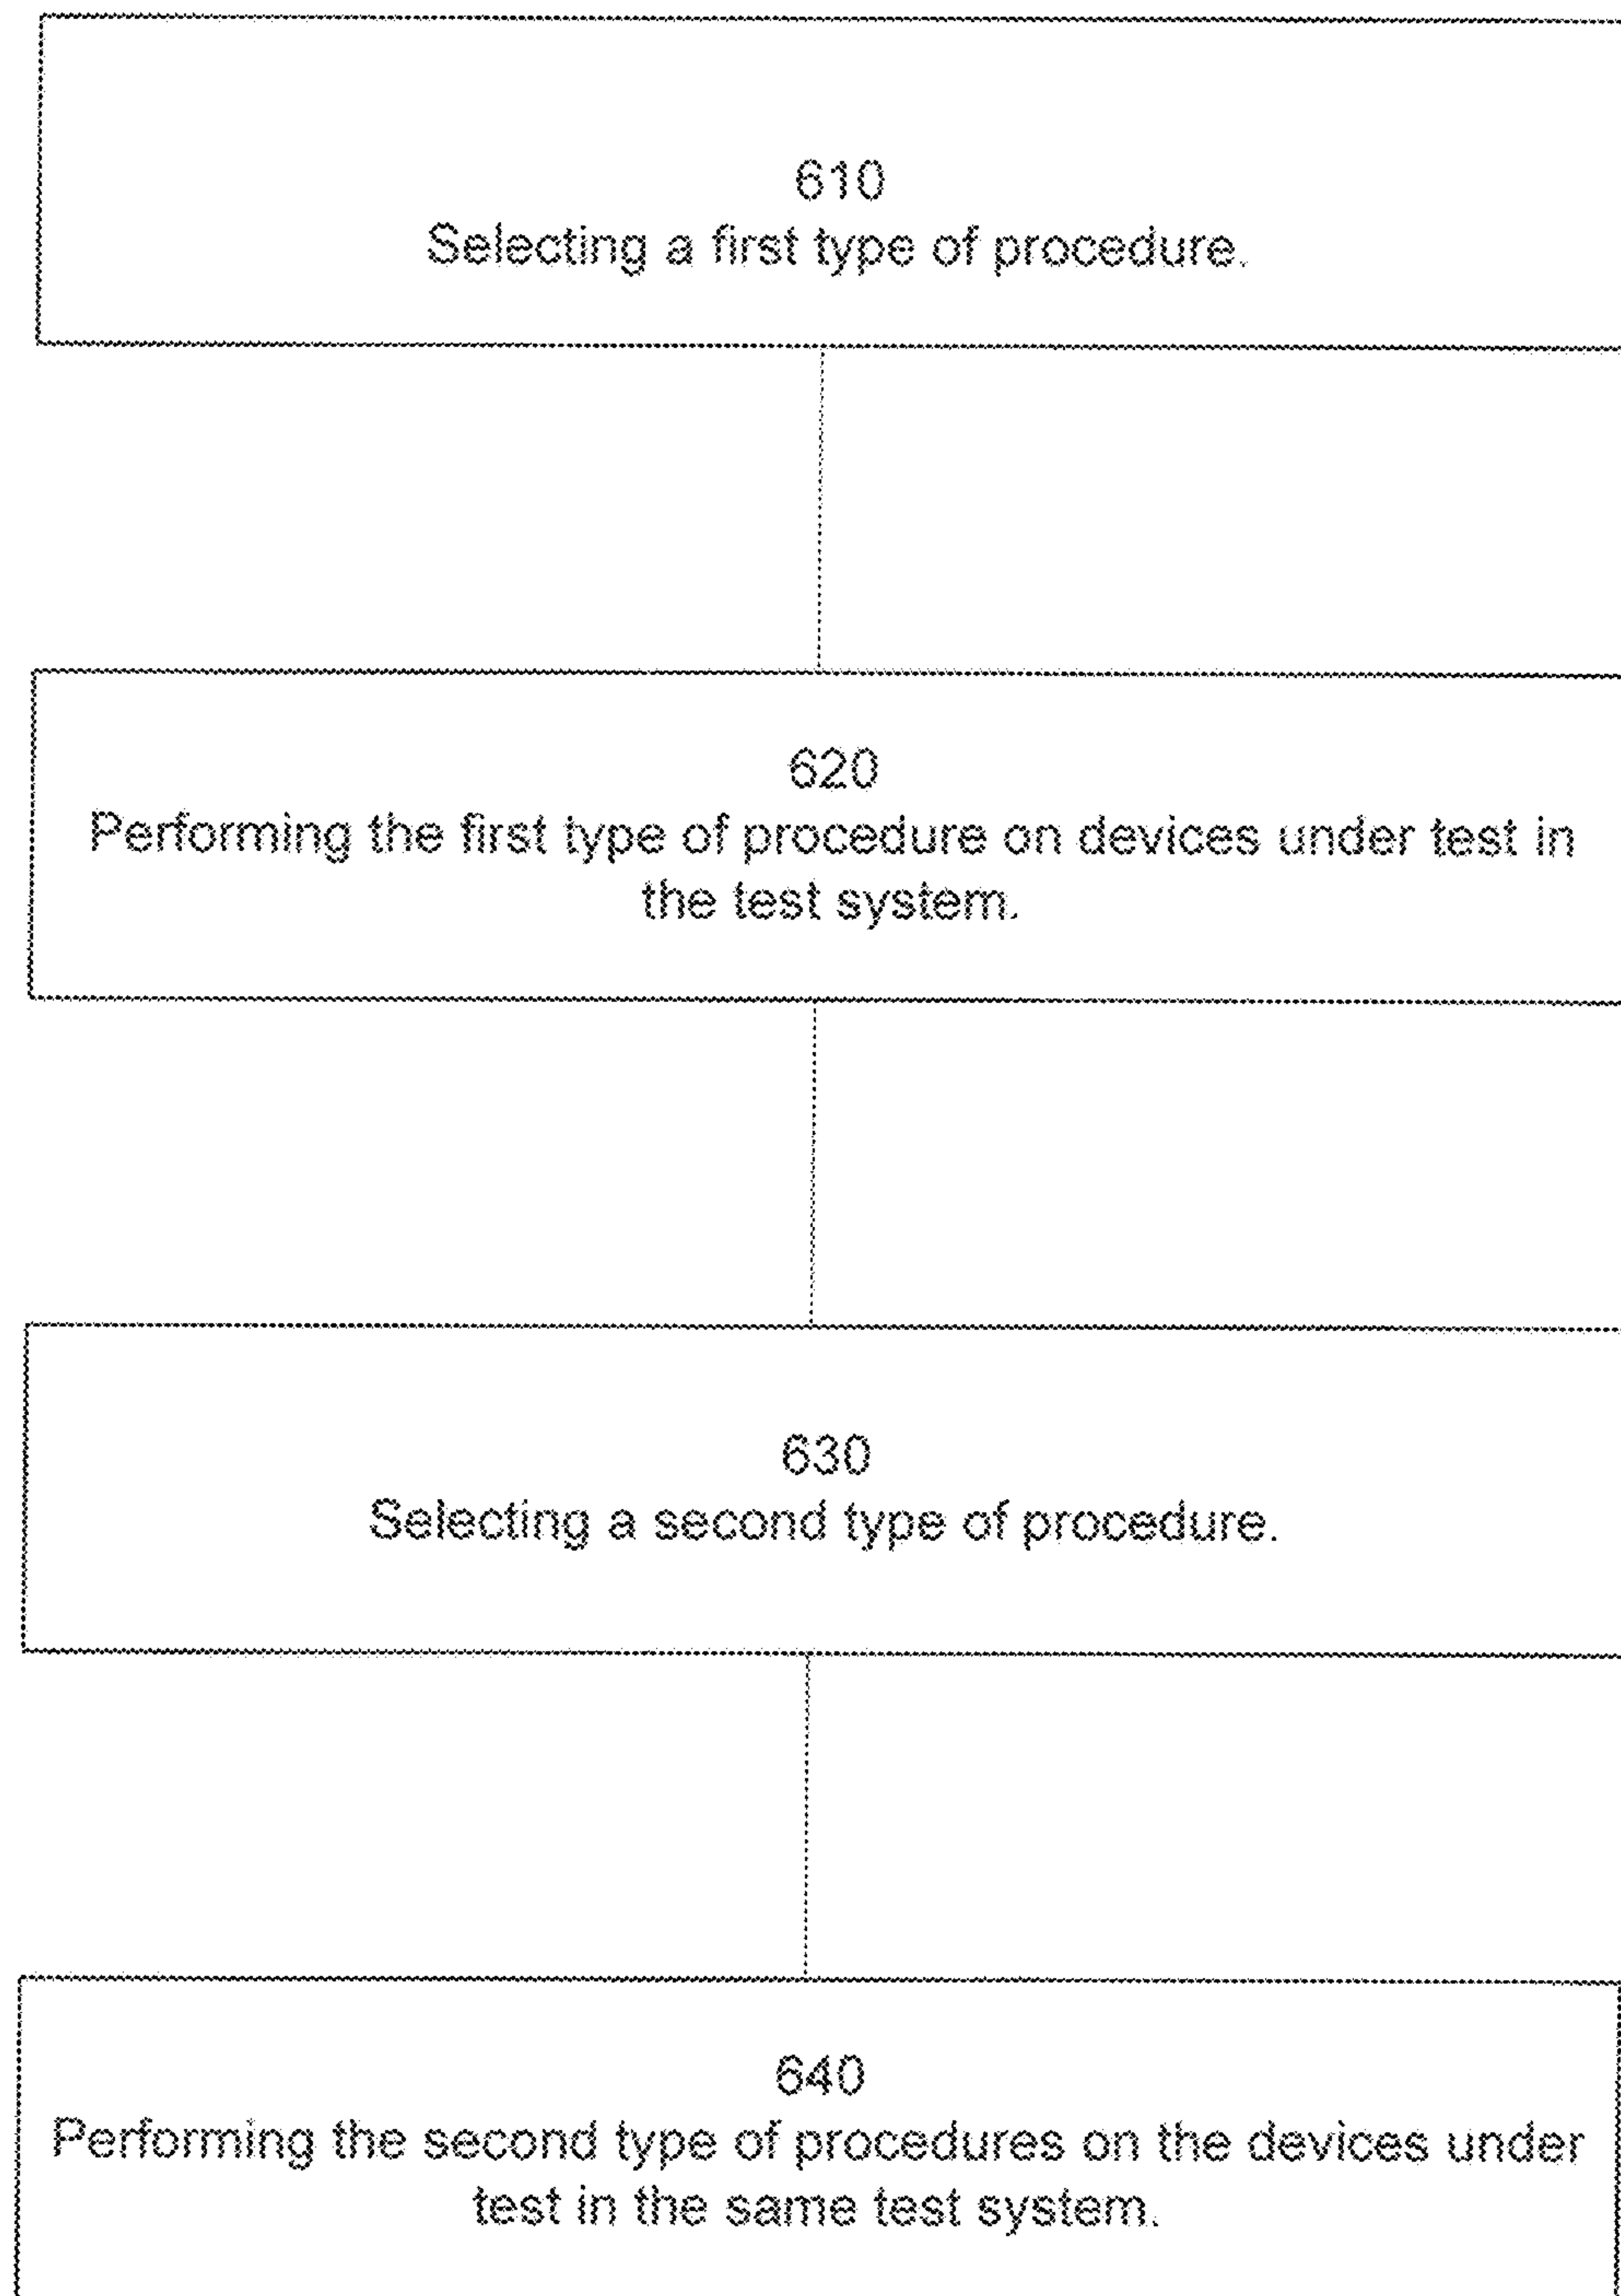 610
Selecting a first type of procedure.
620
Performing the first type of procedure on devices under test in
the test system.
630
Selecting a second type of procedure.
640
Performing the second type of procedures on the devices under
test in the same test system.